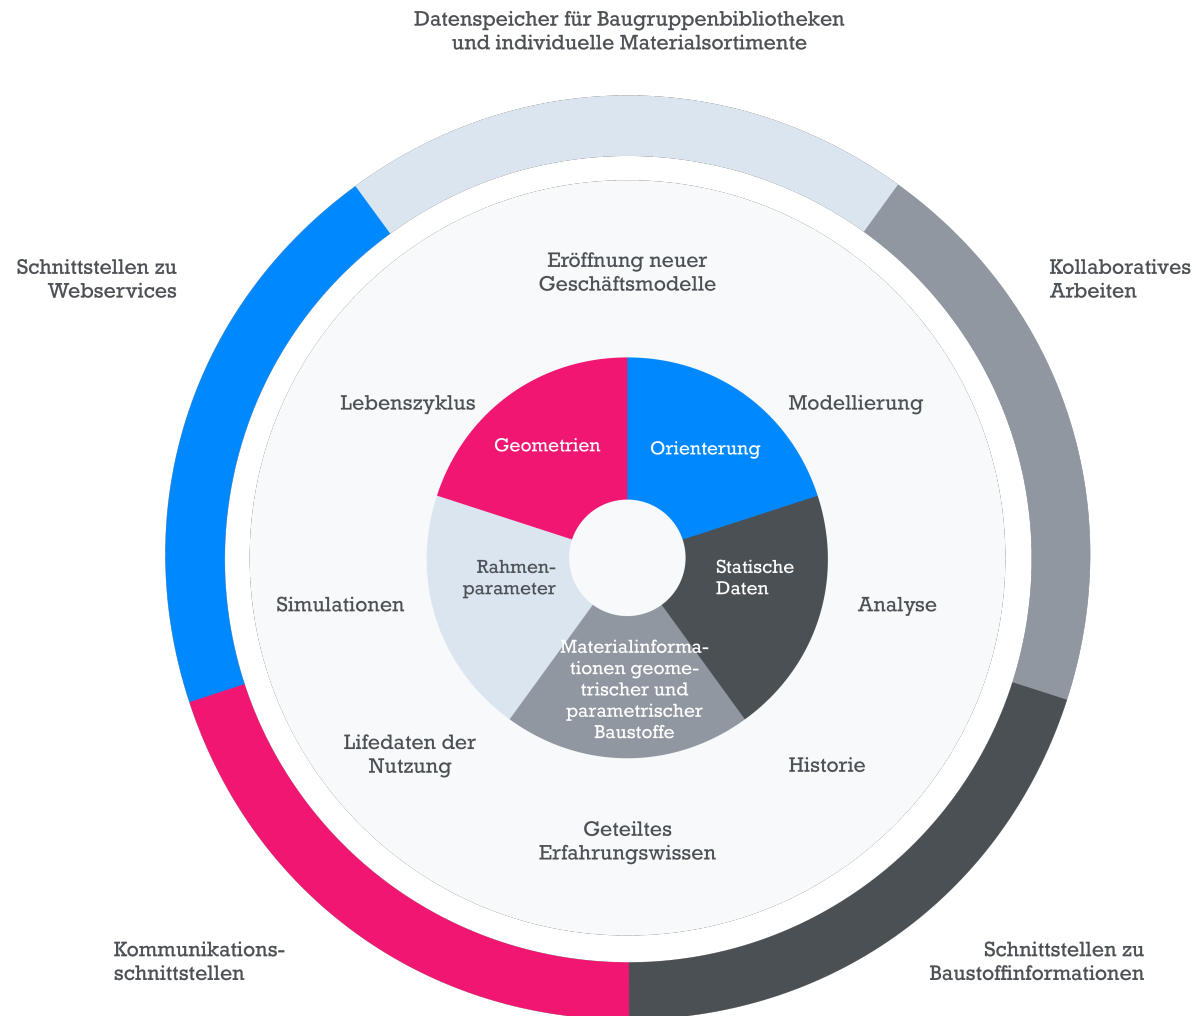 Datenspeicher für Baugruppenbibliotheken
und individuelle Materialsortimente
Schnittstellen zu
Webservices
Kollaboratives
Arbeiten
Eröffnung neuer
Geschäftsmodelle
Lebenszyklus
Modellierung
Geometrien
Orienterung
Rahmen-
parameter
Statische
Daten
Simulationen
Analyse
Materialinforma-
tionen geome-
trischer und
parametrischer
Baustoffe
Lifedaten der
Nutzung
Historie
Geteiltes
Erfahrungswissen
Kommunikations-
schnittstellen
Schnittstellen zu
Baustoffinformationen